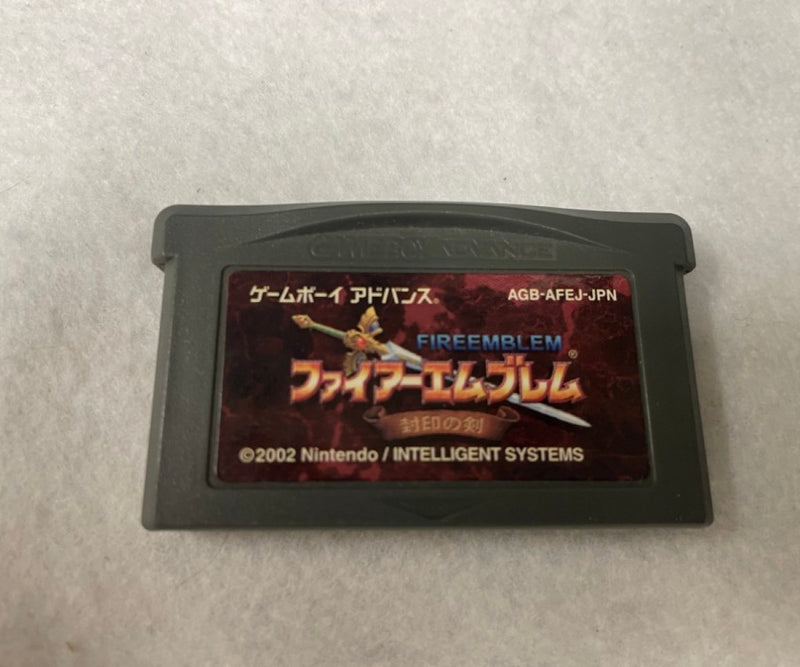 GAME BOY ADVANCE
ゲームボーイ アドバンス®
AGB-AFEJ-JPN
FIREEMBLEM
ファイアーエムブレム®
封印の剣
©2002 Nintendo / INTELLIGENT SYSTEMS